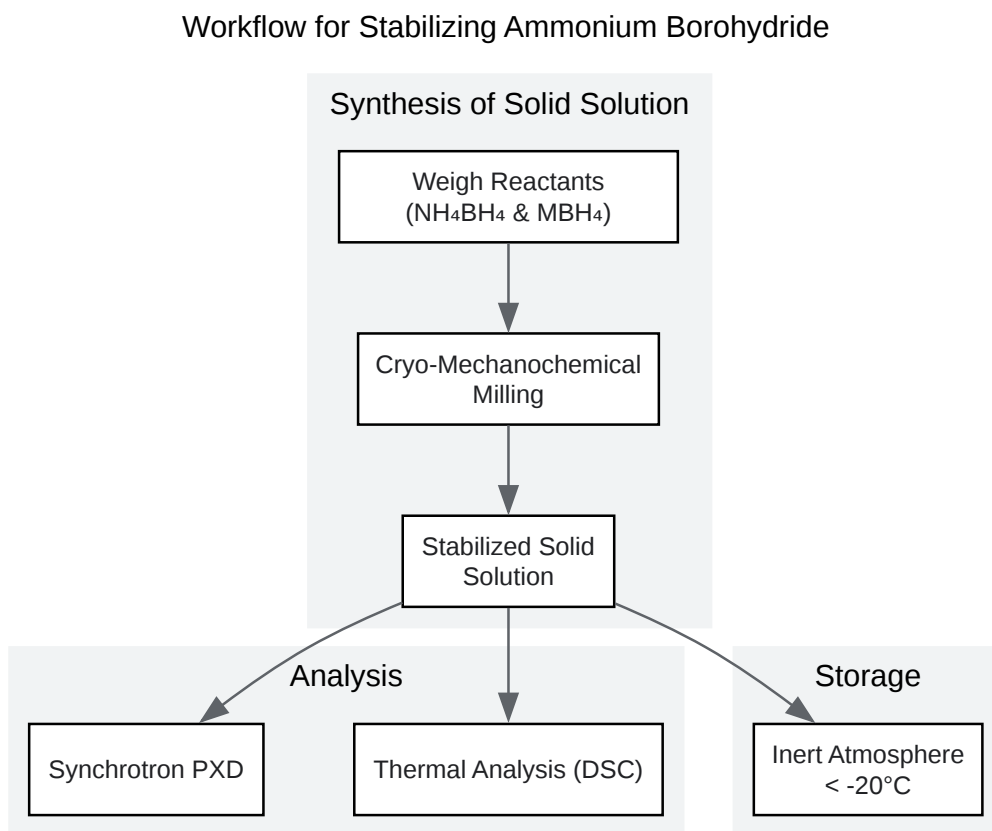 Workflow for Stabilizing Ammonium Borohydride
Synthesis of Solid Solution
Weigh Reactants
(NH₄BH₄ & MBH₄)
Cryo-Mechanochemical
Milling
Stabilized Solid
Solution
Analysis
Storage
Synchrotron PXD
Thermal Analysis (DSC)
Inert Atmosphere
< -20°C